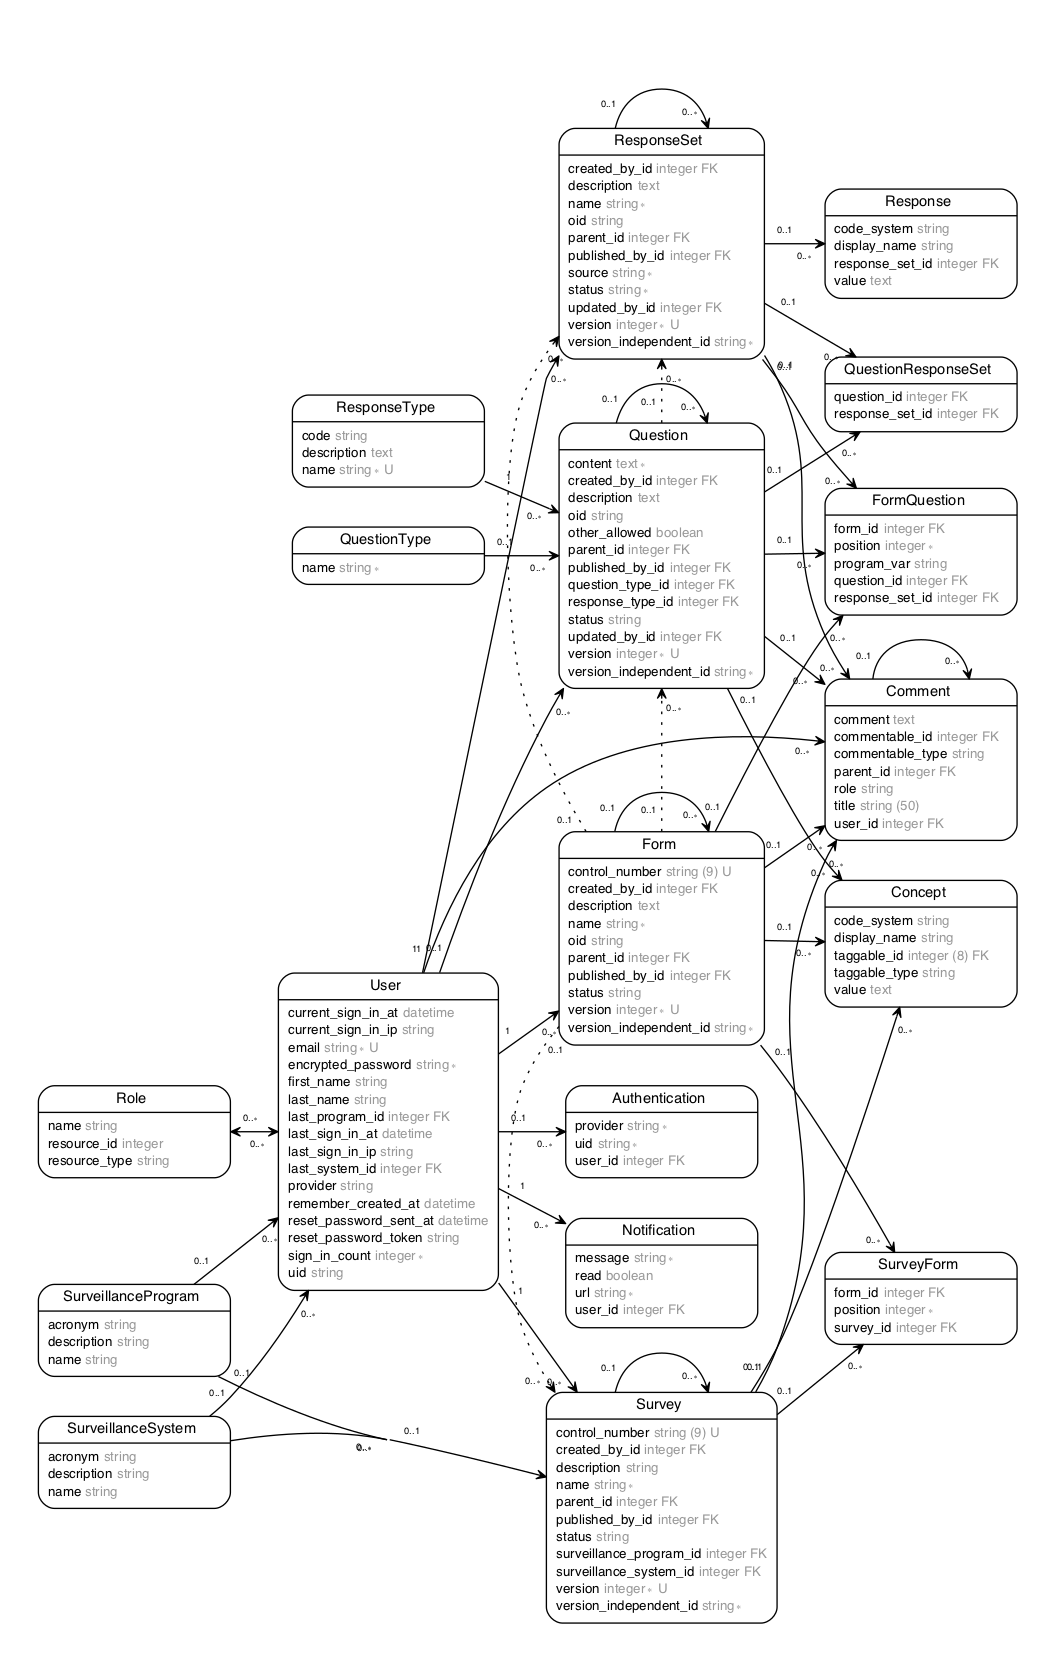 ResponseSet
created_by_id integer FK
description text
name string*
oid string
parent_id integer FK
published_by_id integer FK
source string*
status string*
updated_by_id integer FK
version integer* U
version_independent_id string*
Response
code_system string
display_name string
response_set_id integer FK
value text
QuestionResponseSet
question_id integer FK
response_set_id integer FK
ResponseType
code string
description text
name string* U
QuestionType
name string*
Question
content text*
created_by_id integer FK
description text
oid string
other_allowed boolean
parent_id integer FK
published_by_id integer FK
question_type_id integer FK
response_type_id integer FK
status string
updated_by_id integer FK
version integer* U
version_independent_id string*
FormQuestion
form_id integer FK
position integer*
program_var string
question_id integer FK
response_set_id integer FK
Comment
comment text
commentable_id integer FK
commentable_type string
parent_id integer FK
role string
title string (50)
user_id integer FK
Form
control_number string (9) U
created_by_id integer FK
description text
name string*
oid string
parent_id integer FK
published_by_id integer FK
status string
version integer* U
version_independent_id string*
Concept
code_system string
display_name string
taggable_id integer (8) FK
taggable_type string
value text
User
current_sign_in_at datetime
current_sign_in_ip string
email string* U
encrypted_password string*
first_name string
last_name string
last_program_id integer FK
last_sign_in_at datetime
last_sign_in_ip string
last_system_id integer FK
provider string
remember_created_at datetime
reset_password_sent_at datetime
reset_password_token string
sign_in_count integer*
uid string
Role
name string
resource_id integer
resource_type string
Authentication
provider string*
uid string*
user_id integer FK
Notification
message string*
read boolean
url string*
user_id integer FK
SurveyForm
form_id integer FK
position integer*
survey_id integer FK
SurveillanceProgram
acronym string
description string
name string
SurveillanceSystem
acronym string
description string
name string
Survey
control_number string (9) U
created_by_id integer FK
description string
name string*
parent_id integer FK
published_by_id integer FK
status string
surveillance_program_id integer FK
surveillance_system_id integer FK
version integer* U
version_independent_id string*